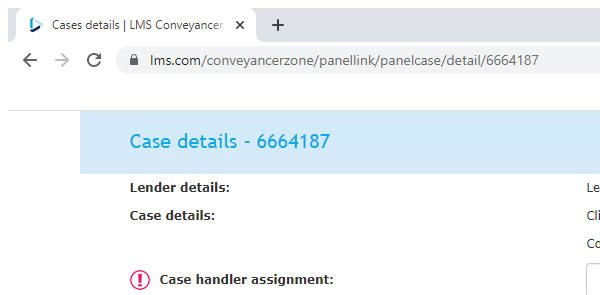 Cases details | LMS Conveyancer
lms.com/conveyancerzone/panellink/panelcase/detail/6664187
Case details - 6664187
Lender details: Le
Case details: Cli
Co
Case handler assignment: